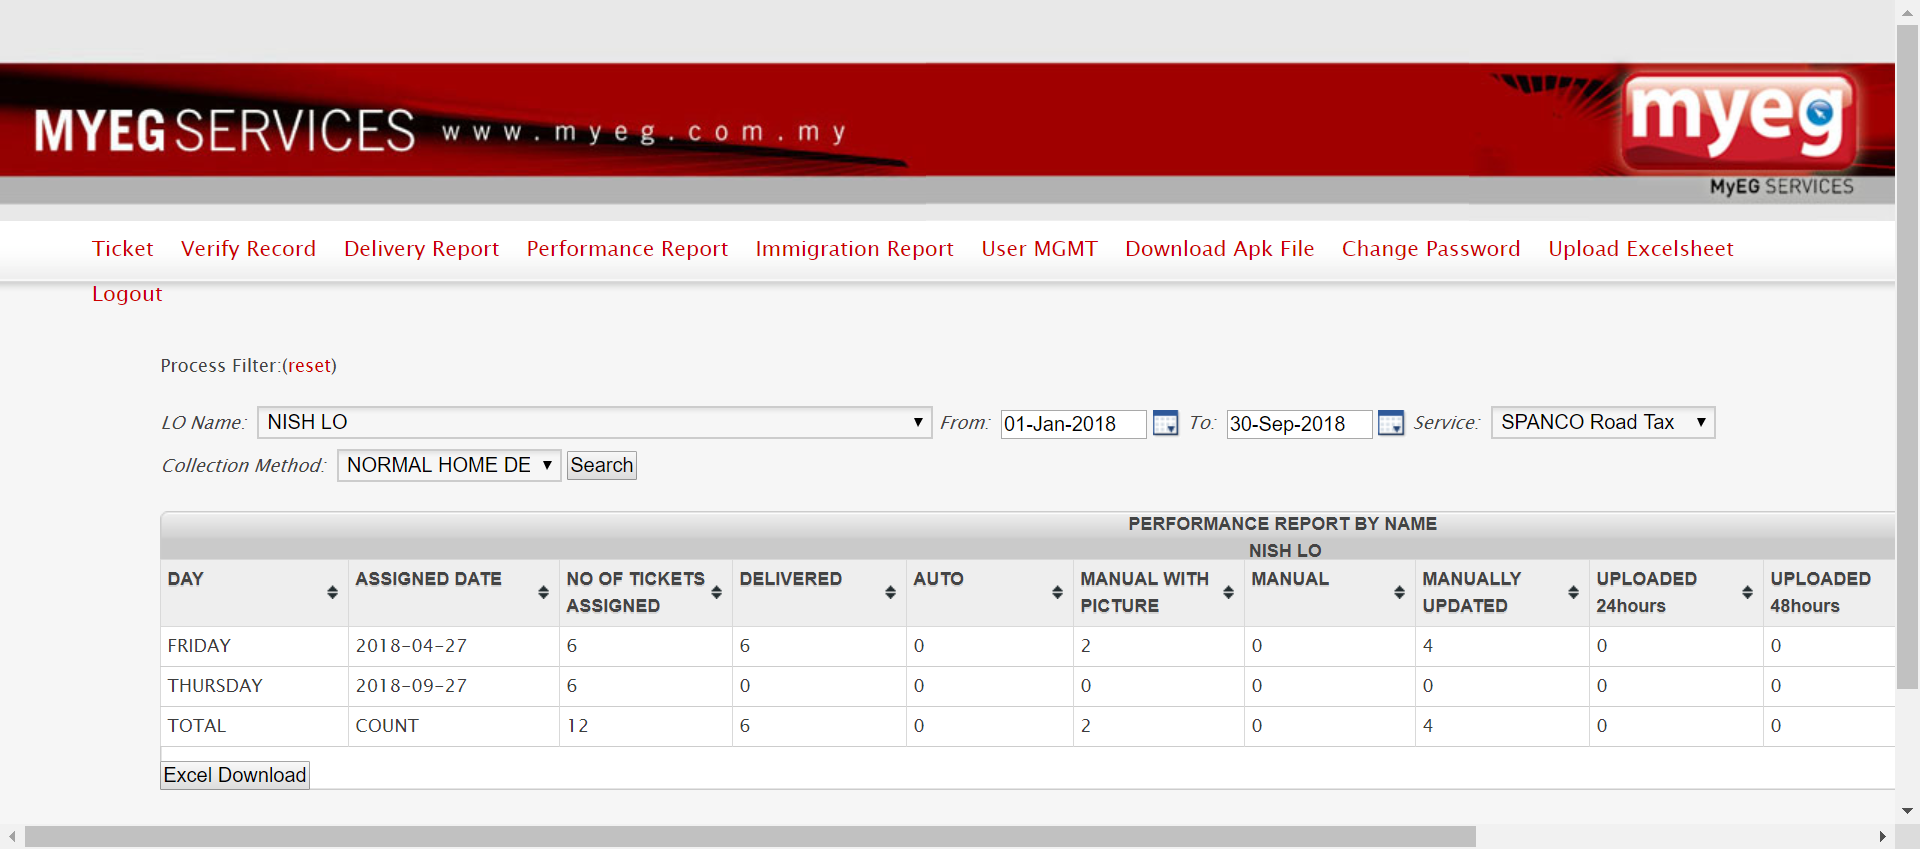 MYEG SERVICES www.myeg.com.my
myeg
MyEG SERVICES
Ticket Verify Record Delivery Report Performance Report Immigration Report User MGMT Download Apk File Change Password Upload Excelsheet
Logout
Process Filter:(reset)
LO Name: NISH LO From: 01-Jan-2018 To: 30-Sep-2018 Service: SPANCO Road Tax
Collection Method: NORMAL HOME DE Search
PERFORMANCE REPORT BY NAME
NISH LO
DAY ASSIGNED DATE NO OF TICKETS ASSIGNED DELIVERED AUTO MANUAL WITH PICTURE MANUAL MANUALLY UPDATED UPLOADED 24hours UPLOADED 48hours
FRIDAY 2018-04-27 6 6 0 2 0 4 0 0
THURSDAY 2018-09-27 6 0 0 0 0 0 0 0
TOTAL COUNT 12 6 0 2 0 4 0 0
Excel Download